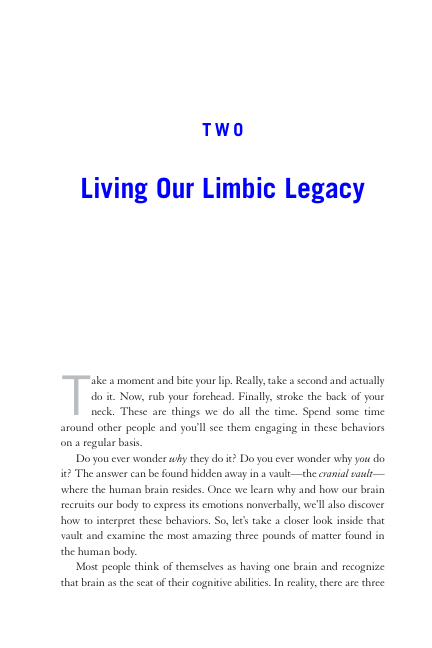 TWO
Living Our Limbic Legacy
Take a moment and bite your lip. Really, take a second and actually
do it. Now, rub your forehead. Finally, stroke the back of your
neck. These are things we do all the time. Spend some time
around other people and you'll see them engaging in these behaviors
on a regular basis.
Do you ever wonder why they do it? Do you ever wonder why you do
it? The answer can be found hidden away in a vault—the cranial vault—
where the human brain resides. Once we learn why and how our brain
recruits our body to express its emotions nonverbally, we'll also discover
how to interpret these behaviors. So, let's take a closer look inside that
vault and examine the most amazing three pounds of matter found in
the human body.
Most people think of themselves as having one brain and recognize
that brain as the seat of their cognitive abilities. In reality, there are three